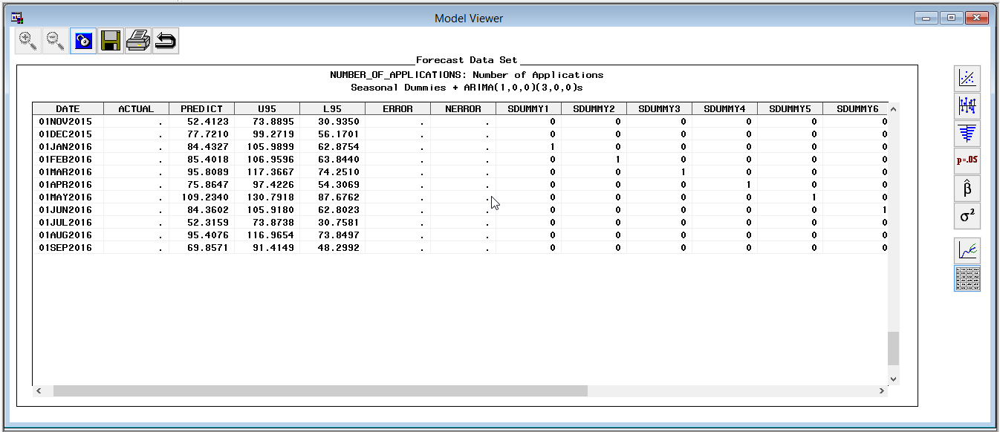 Model Viewer
Forecast Data Set
NUMBER_OF_APPLICATIONS: Number of Applications
Seasonal Dummies + ARIMA(1,0,0)(3,0,0)s
DATE ACTUAL PREDICT U95 L95 ERROR NERROR SDUMMY1 SDUMMY2 SDUMMY3 SDUMMY4 SDUMMY5 SDUMMY6
01NOV2015 . 52.4123 73.8895 30.9350 . . 0 0 0 0 0 0
01DEC2015 . 77.7210 99.2719 56.1701 . . 0 0 0 0 0 0
01JAN2016 . 84.4327 105.9899 62.8754 . . 1 0 0 0 0 0
01FEB2016 . 85.4018 106.9596 63.8440 . . 0 1 0 0 0 0
01MAR2016 . 95.8089 117.3667 74.2510 . . 0 0 1 0 0 0
01APR2016 . 75.8647 97.4226 54.3069 . . 0 0 0 1 0 0
01MAY2016 . 109.2340 130.7918 87.6762 . . 0 0 0 0 1 0
01JUN2016 . 84.3602 105.9180 62.8023 . . 0 0 0 0 0 1
01JUL2016 . 52.3159 73.8738 30.7581 . . 0 0 0 0 0 0
01AUG2016 . 95.4076 116.9654 73.8497 . . 0 0 0 0 0 0
01SEP2016 . 69.8571 91.4149 48.2992 . . 0 0 0 0 0 0
p=.05
β̂
σ²